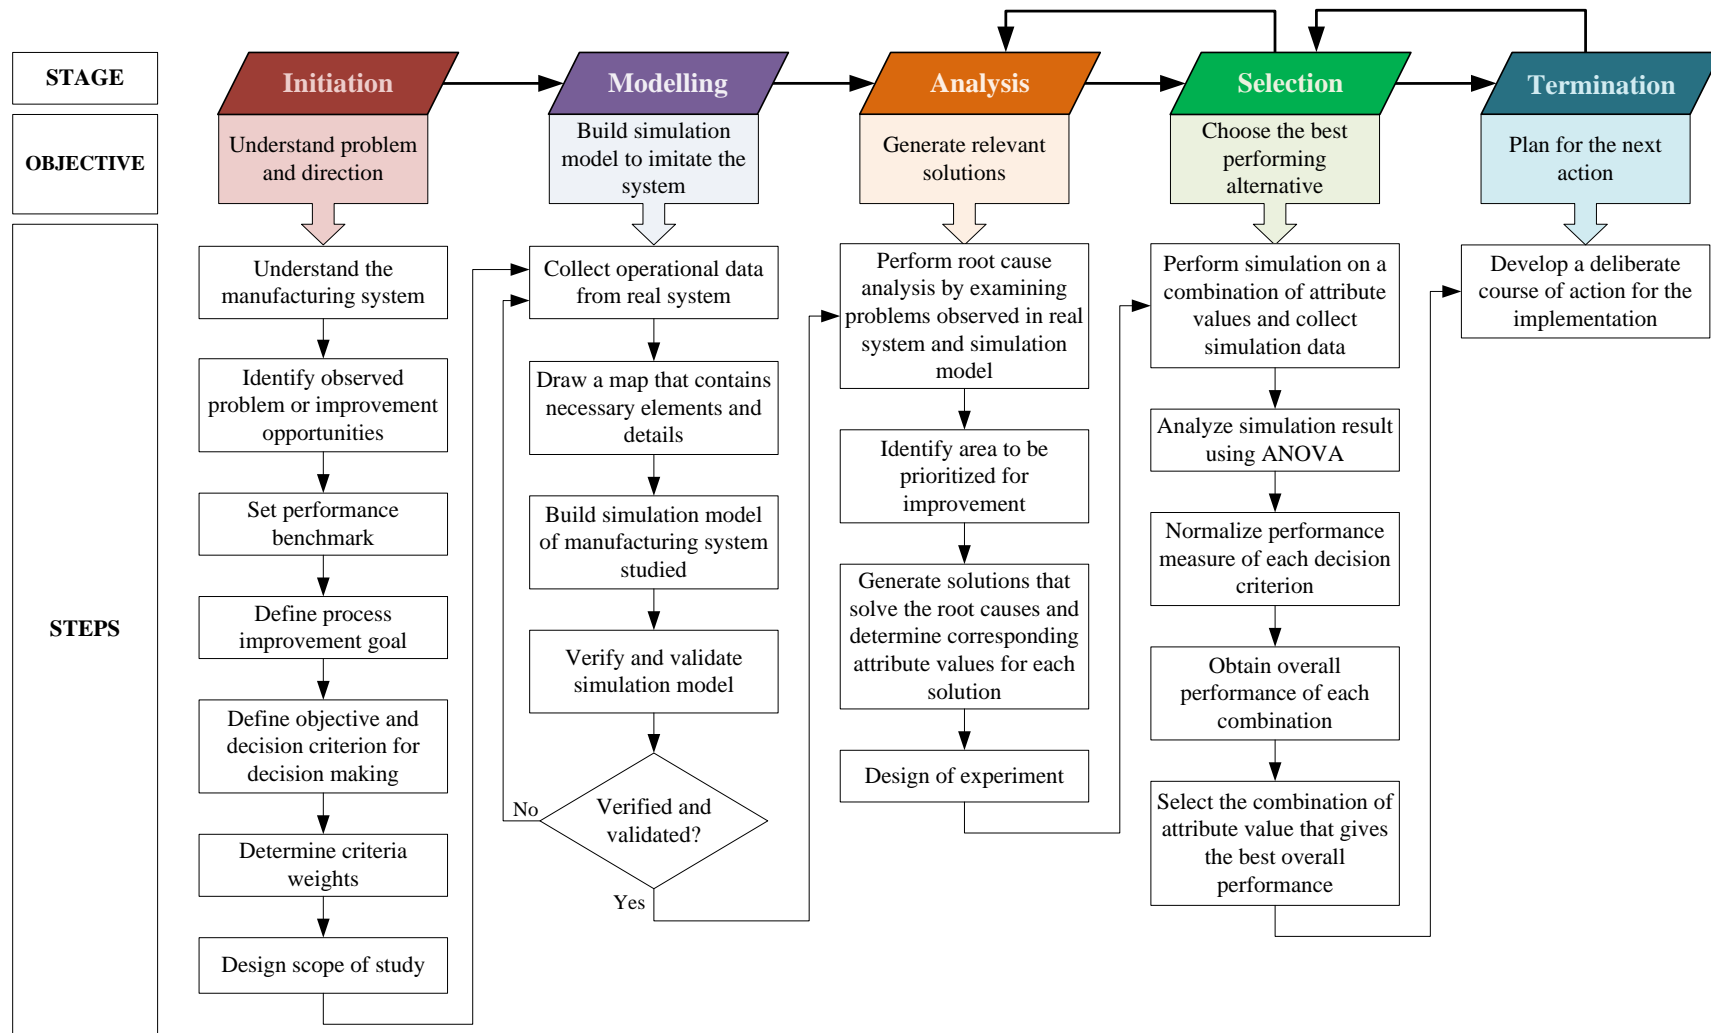 STAGE
Initiation
Modelling
Analysis
Selection
Termination
OBJECTIVE
Understand problem
and direction
Build simulation
model to imitate the
system
Generate relevant
solutions
Choose the best
performing
alternative
Plan for the next
action
STEPS
Understand the
manufacturing system
Identify observed
problem or improvement
opportunities
Set performance
benchmark
Define process
improvement goal
Define objective and
decision criterion for
decision making
Determine criteria
weights
Design scope of study
Collect operational data
from real system
Draw a map that contains
necessary elements and
details
Build simulation model
of manufacturing system
studied
Verify and validate
simulation model
Verified and
validated?
No
Yes
Perform root cause
analysis by examining
problems observed in real
system and simulation
model
Identify area to be
prioritized for
improvement
Generate solutions that
solve the root causes and
determine corresponding
attribute values for each
solution
Design of experiment
Perform simulation on a
combination of attribute
values and collect
simulation data
Analyze simulation result
using ANOVA
Normalize performance
measure of each decision
criterion
Obtain overall
performance of each
combination
Select the combination of
attribute value that gives
the best overall
performance
Develop a deliberate
course of action for the
implementation